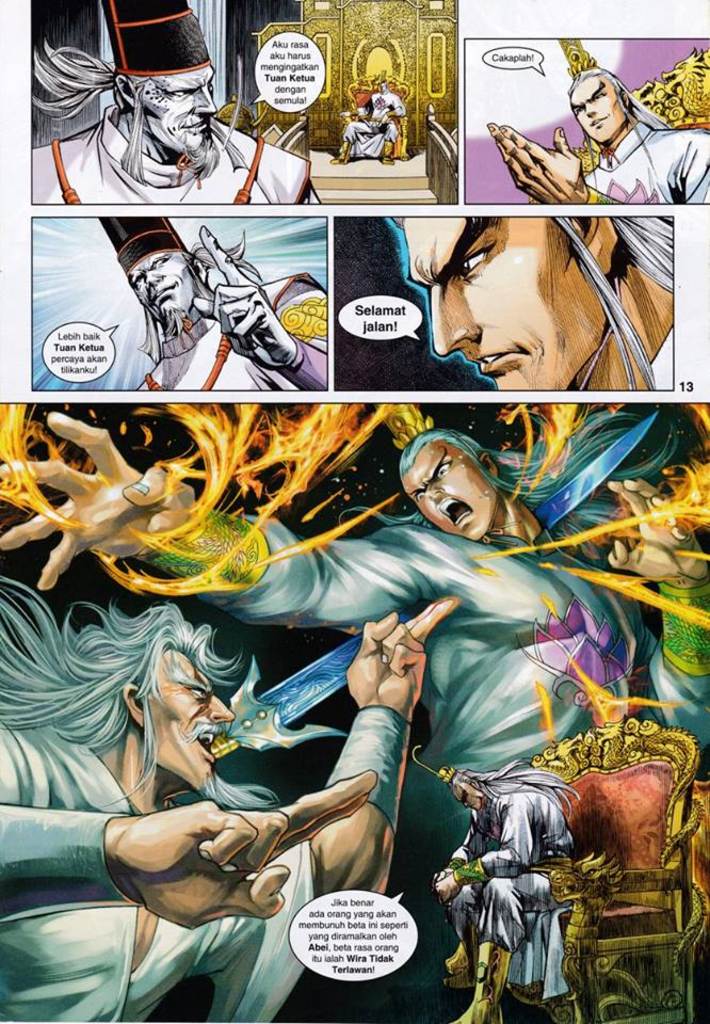 Aku rasa
aku harus
mengingatkan
Tuan Ketua
dengan
semula!
Cakaplah!
Lebih baik
Tuan Ketua
percaya akan
tilikanku!
Selamat
jalan!
13
Jika benar
ada orang yang akan
membunuh beta ini seperti
yang diramalkan oleh
Abei, beta rasa orang
itu ialah Wira Tidak
Terlawan!